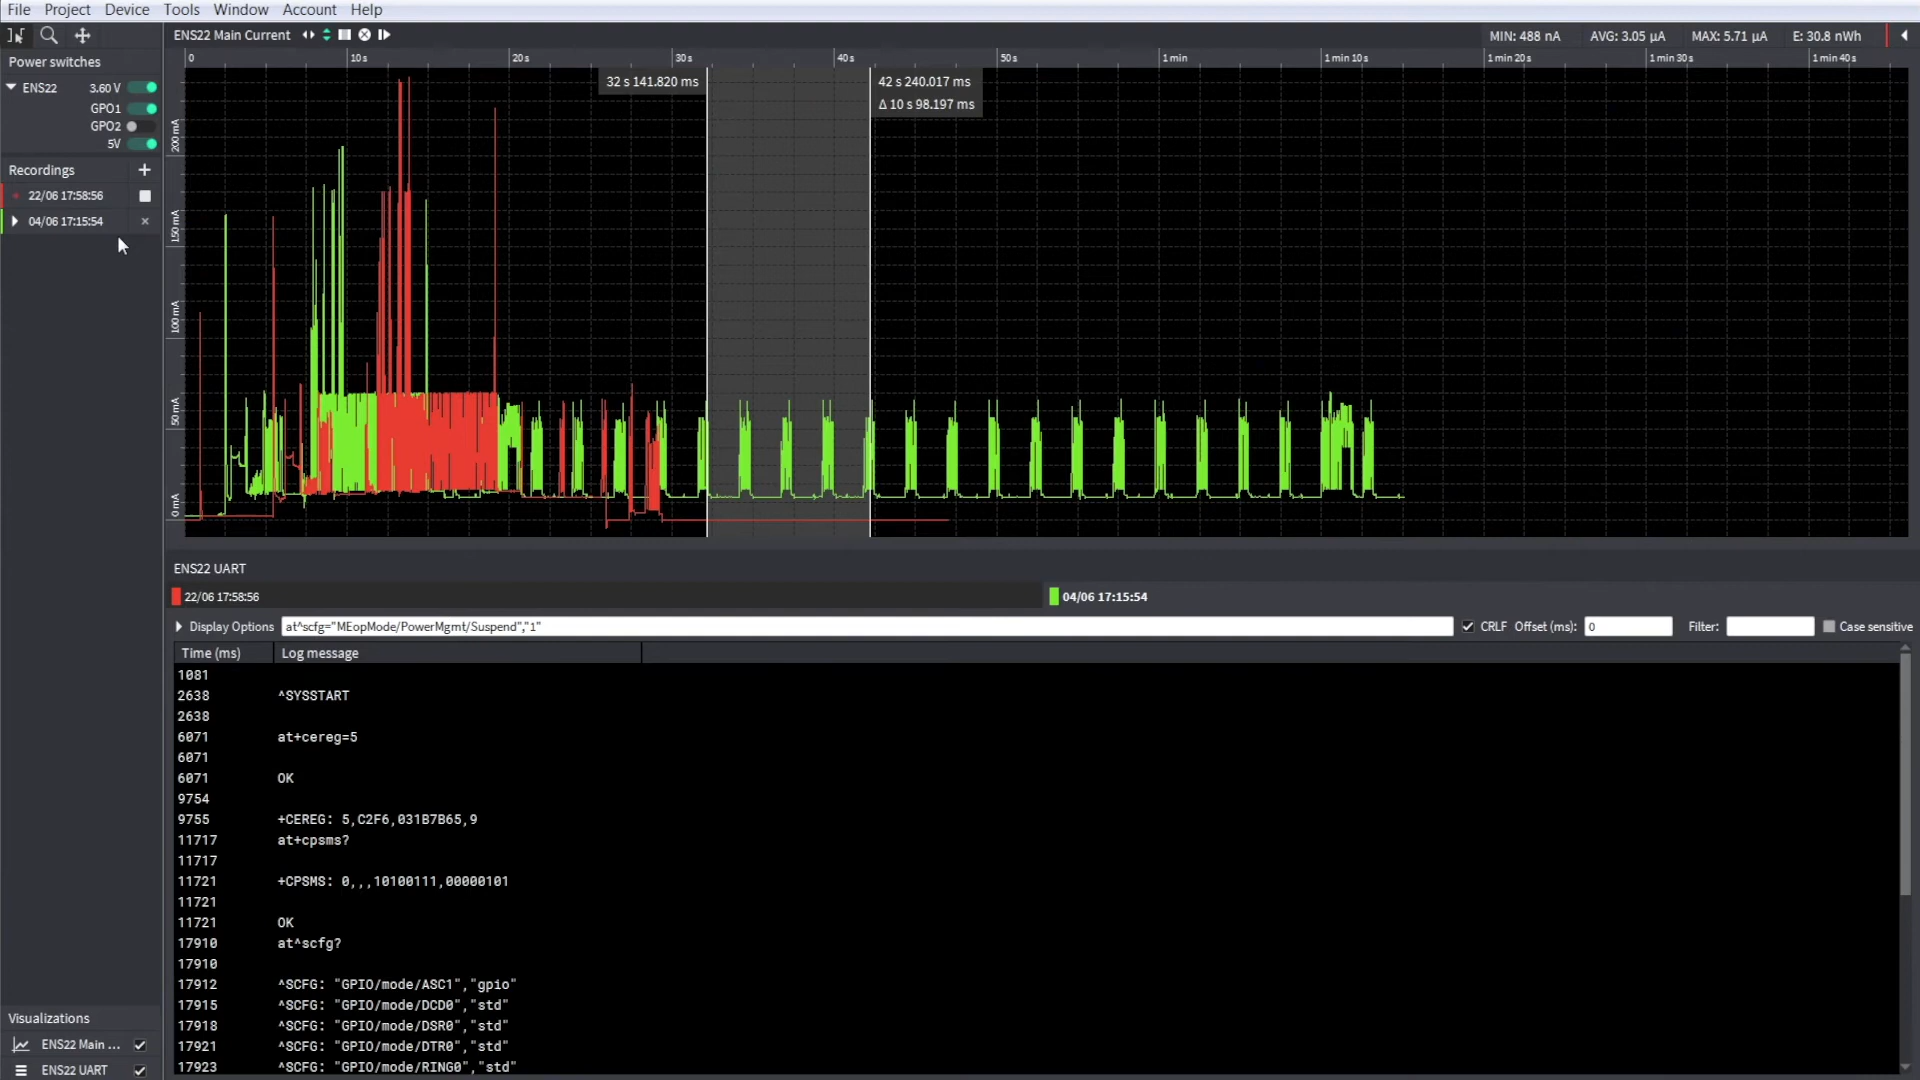 File Project Device Tools Window Account Help
ENS22 Main Current
MIN: 488 nA AVG: 3.05 µA MAX: 5.71 µA E: 30.8 nWh
Power switches
ENS22 3.60 V
GPO1
GPO2
5V
Recordings +
22/06 17:58:56
04/06 17:15:54 ×
0 10s 20s 30s 40s 50s 1 min 1 min 10s 1 min 20s 1 min 30s 1 min 40s
32 s 141.820 ms
42 s 240.017 ms
Δ 10 s 98.197 ms
200 mA
150 mA
100 mA
50 mA
0 mA
ENS22 UART
22/06 17:58:56
04/06 17:15:54
Display Options at^scfg="MEopMode/PowerMgmt/Suspend","1" CRLF Offset (ms): 0 Filter: Case sensitive
Time (ms) Log message
1081
2638 ^SYSSTART
2638
6071 at+cereg=5
6071
6071 OK
9754
9755 +CEREG: 5,C2F6,031B7B65,9
11717 at+cpsms?
11717
11721 +CPSMS: 0,,,10100111,00000101
11721
11721 OK
17910 at^scfg?
17910
17912 ^SCFG: "GPIO/mode/ASC1","gpio"
17915 ^SCFG: "GPIO/mode/DCD0","std"
17918 ^SCFG: "GPIO/mode/DSR0","std"
17921 ^SCFG: "GPIO/mode/DTR0","std"
17923 ^SCFG: "GPIO/mode/RING0","std"
Visualizations
ENS22 Main ...
ENS22 UART